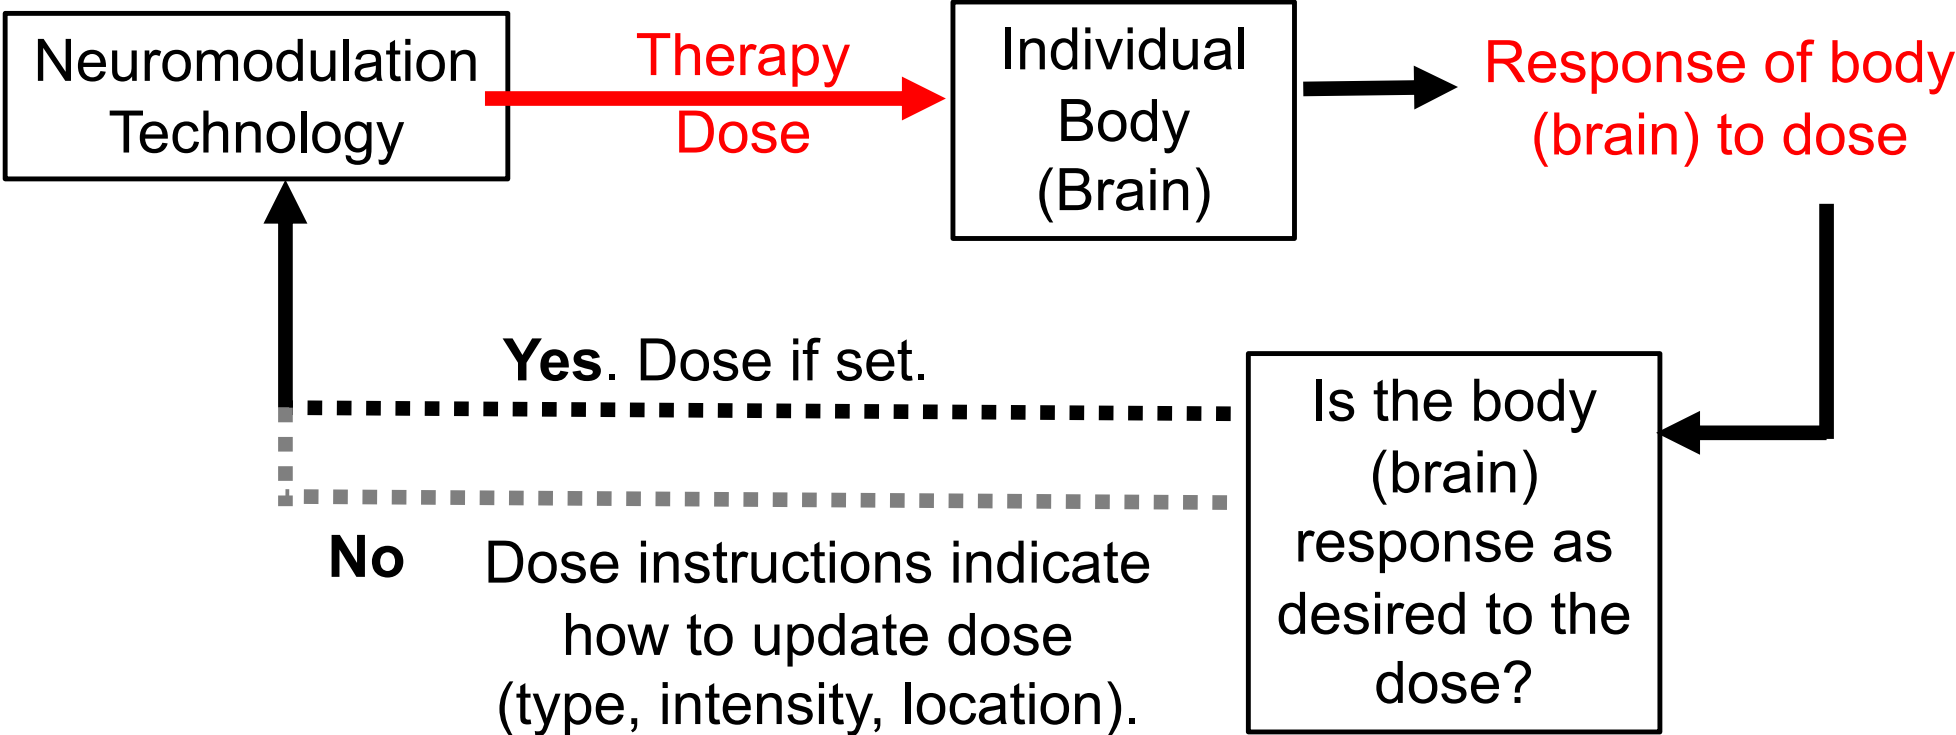 Neuromodulation
Technology
Therapy
Dose
Individual
Body
(Brain)
Response of body
(brain) to dose
Yes. Dose if set.
No
Dose instructions indicate
how to update dose
(type, intensity, location).
Is the body
(brain)
response as
desired to the
dose?